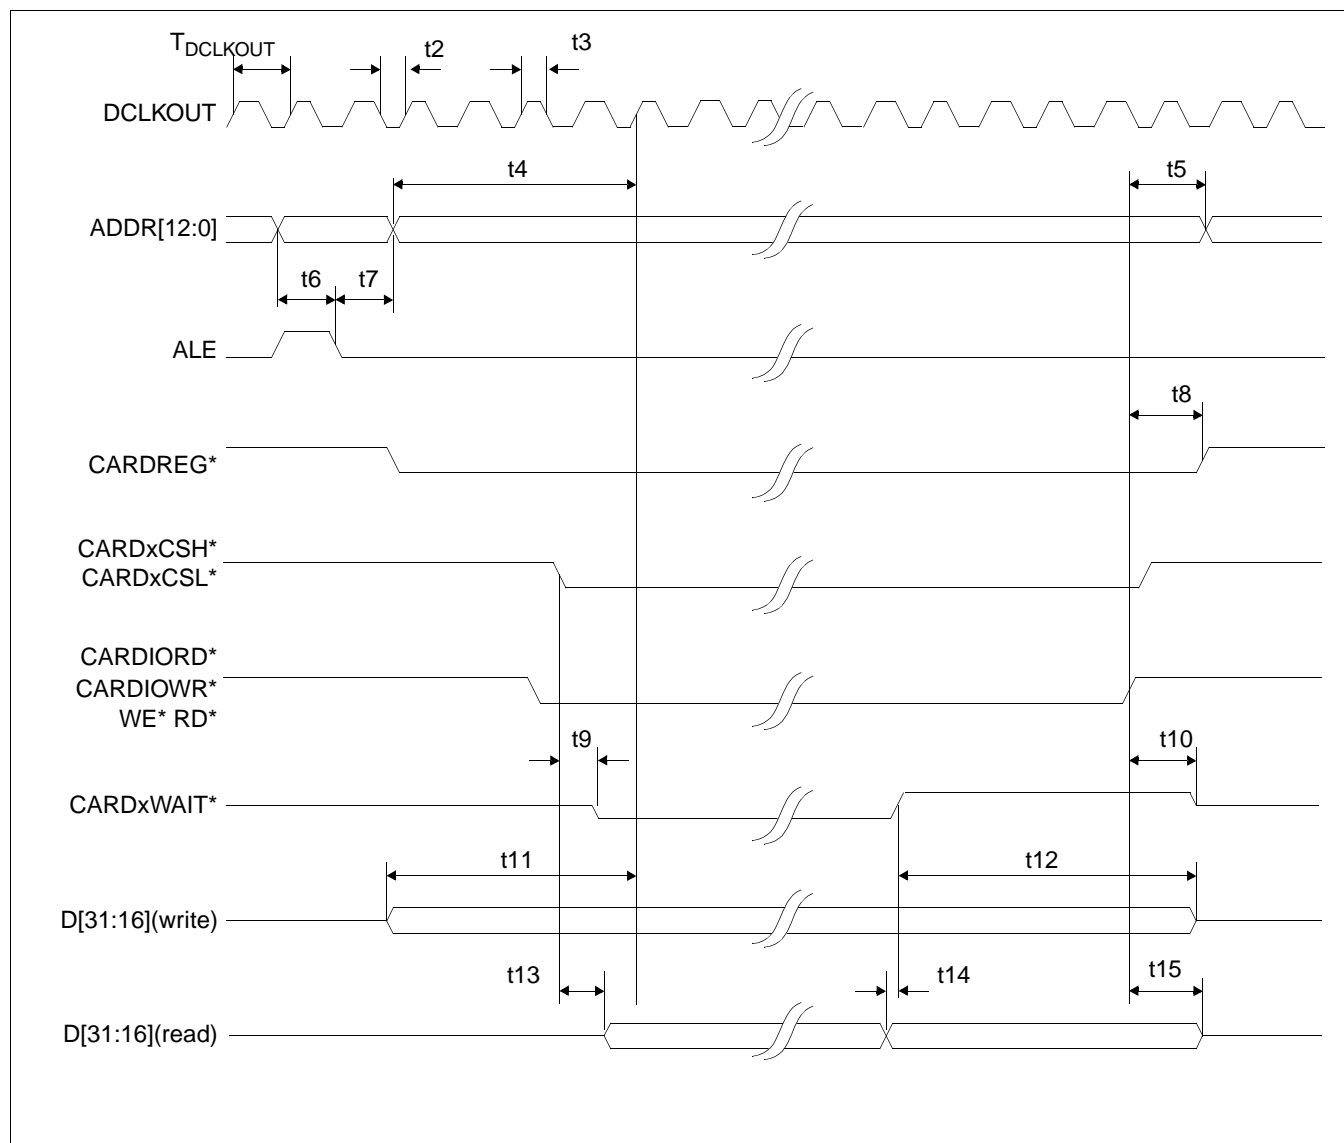 TDCLKOUT
t2
t3
DCLKOUT
t4
t5
ADDR[12:0]
t6
t7
ALE
t8
CARDREG*
CARDxCSH*
CARDxCSL*
CARDIORD*
CARDIOWR*
WE* RD*
t9
t10
CARDxWAIT*
t11
t12
D[31:16](write)
t13
t14
t15
D[31:16](read)